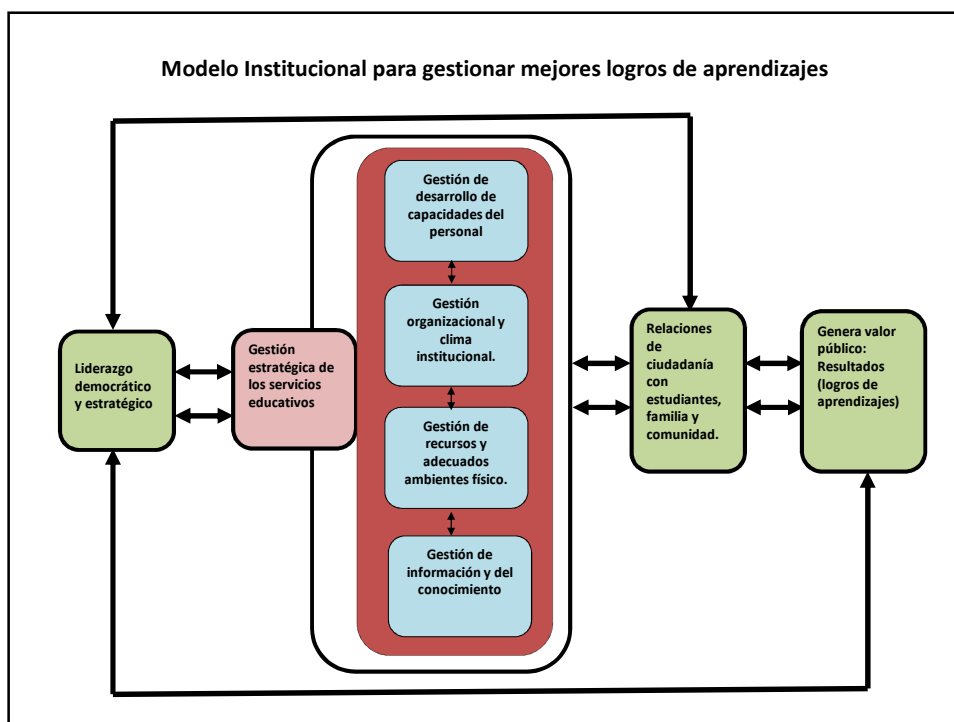 Modelo Institucional para gestionar mejores logros de aprendizajes
Gestión de
desarrollo de
capacidades del
personal
Gestión
organizacional y
clima
institucional.
Gestión de
recursos y
adecuados
ambientes físico.
Gestión de
información y del
conocimiento
Liderazgo
democrático
y estratégico
Gestión
estratégica de
los servicios
educativos
Relaciones
de
ciudadanía
con
estudiantes,
familia y
comunidad.
Genera valor
público:
Resultados
(logros de
aprendizajes)